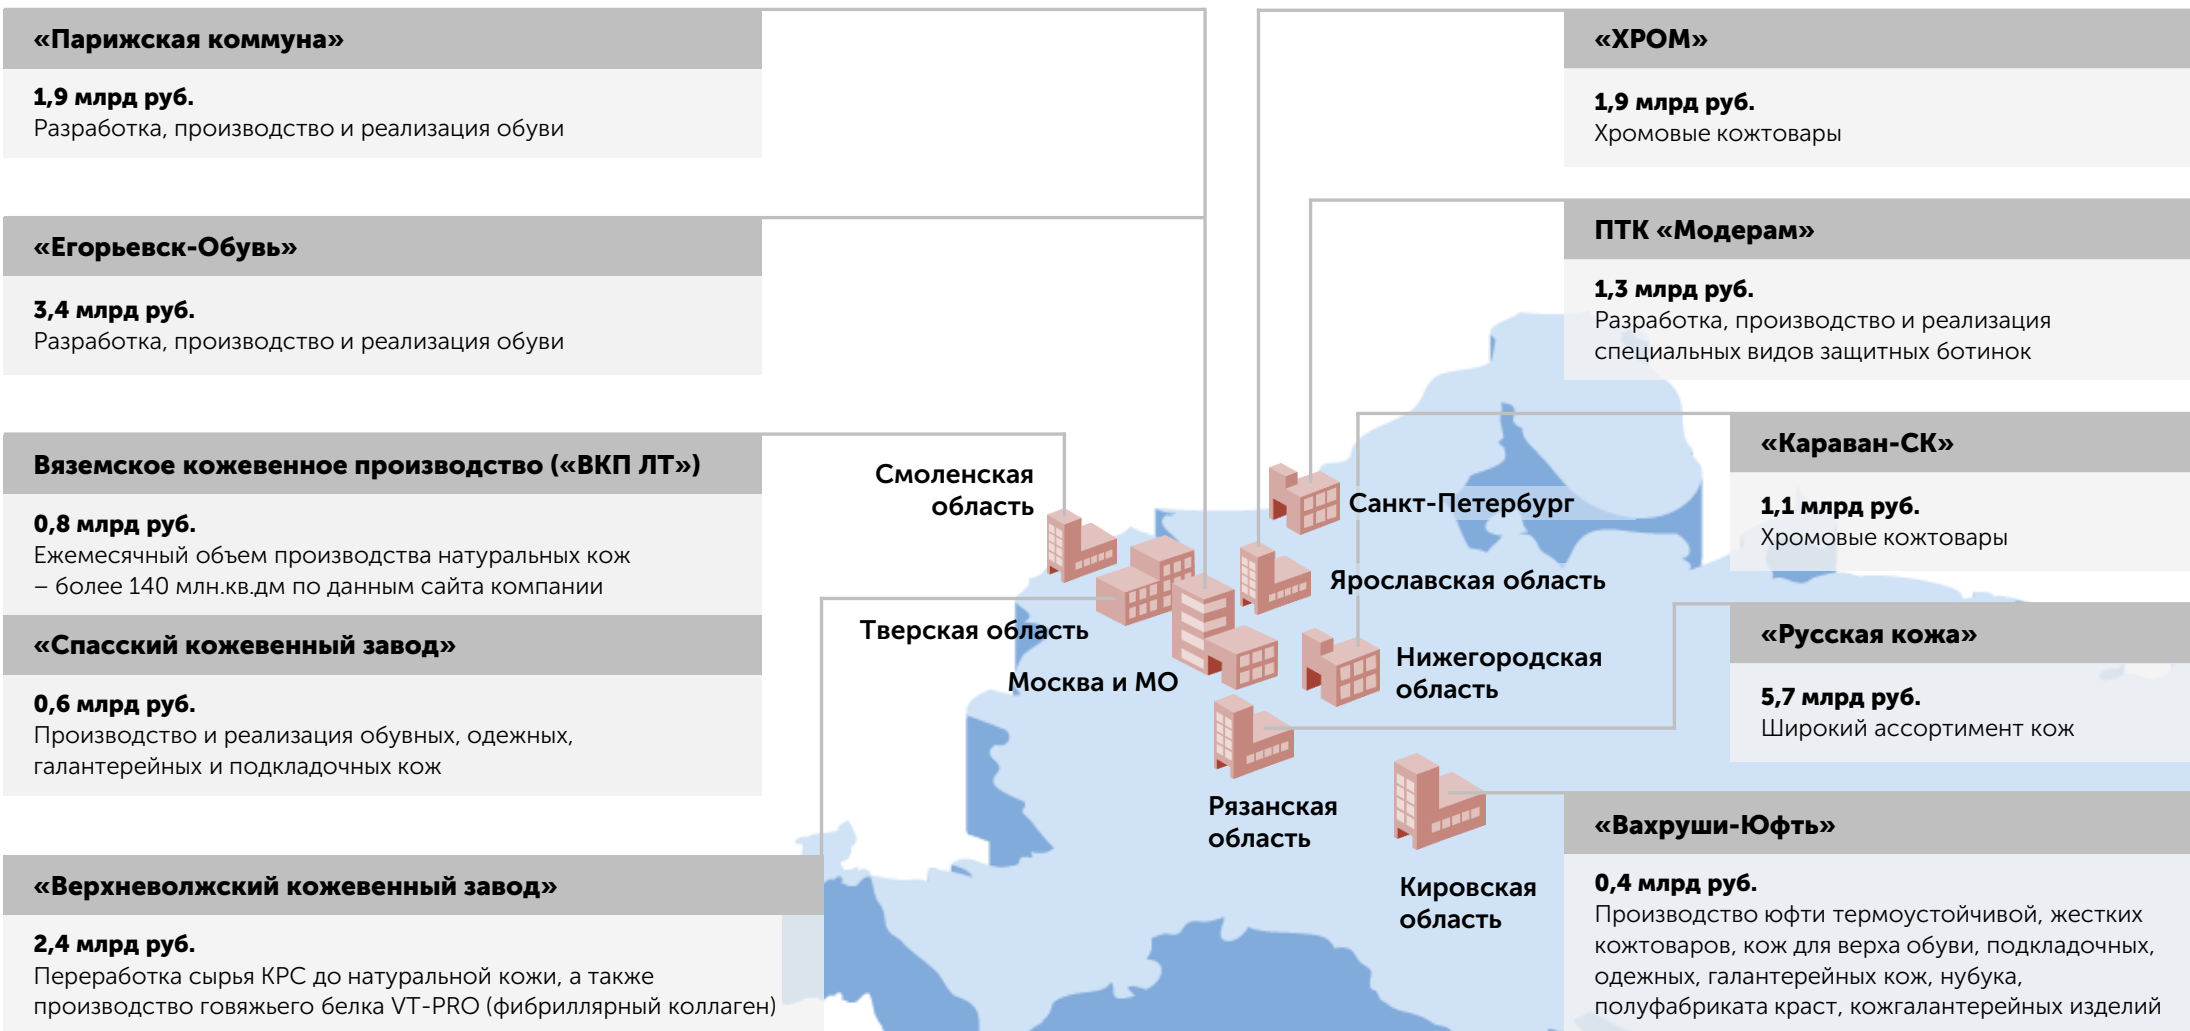 «Парижская коммуна»
1,9 млрд руб.
Разработка, производство и реализация обуви
«Егорьевск-Обувь»
3,4 млрд руб.
Разработка, производство и реализация обуви
Вяземское кожевенное производство («ВКП ЛТ»)
0,8 млрд руб.
Ежемесячный объем производства натуральных кож
– более 140 млн.кв.дм по данным сайта компании
«Спасский кожевенный завод»
0,6 млрд руб.
Производство и реализация обувных, одежных,
галантерейных и подкладочных кож
«Верхневолжский кожевенный завод»
2,4 млрд руб.
Переработка сырья КРС до натуральной кожи, а также
производство говяжьего белка VT-PRO (фибриллярный коллаген)
Смоленская
область
Санкт-Петербург
Ярославская область
Тверская область
Москва и МО
Нижегородская
область
Рязанская
область
Кировская
область
«ХРОМ»
1,9 млрд руб.
Хромовые кожтовары
ПТК «Модерам»
1,3 млрд руб.
Разработка, производство и реализация
специальных видов защитных ботинок
«Караван-СК»
1,1 млрд руб.
Хромовые кожтовары
«Русская кожа»
5,7 млрд руб.
Широкий ассортимент кож
«Вахруши-Юфть»
0,4 млрд руб.
Производство юфти термоустойчивой, жестких
кожтоваров, кож для верха обуви, подкладочных,
одежных, галантерейных кож, нубука,
полуфабриката краст, кожгалантерейных изделий